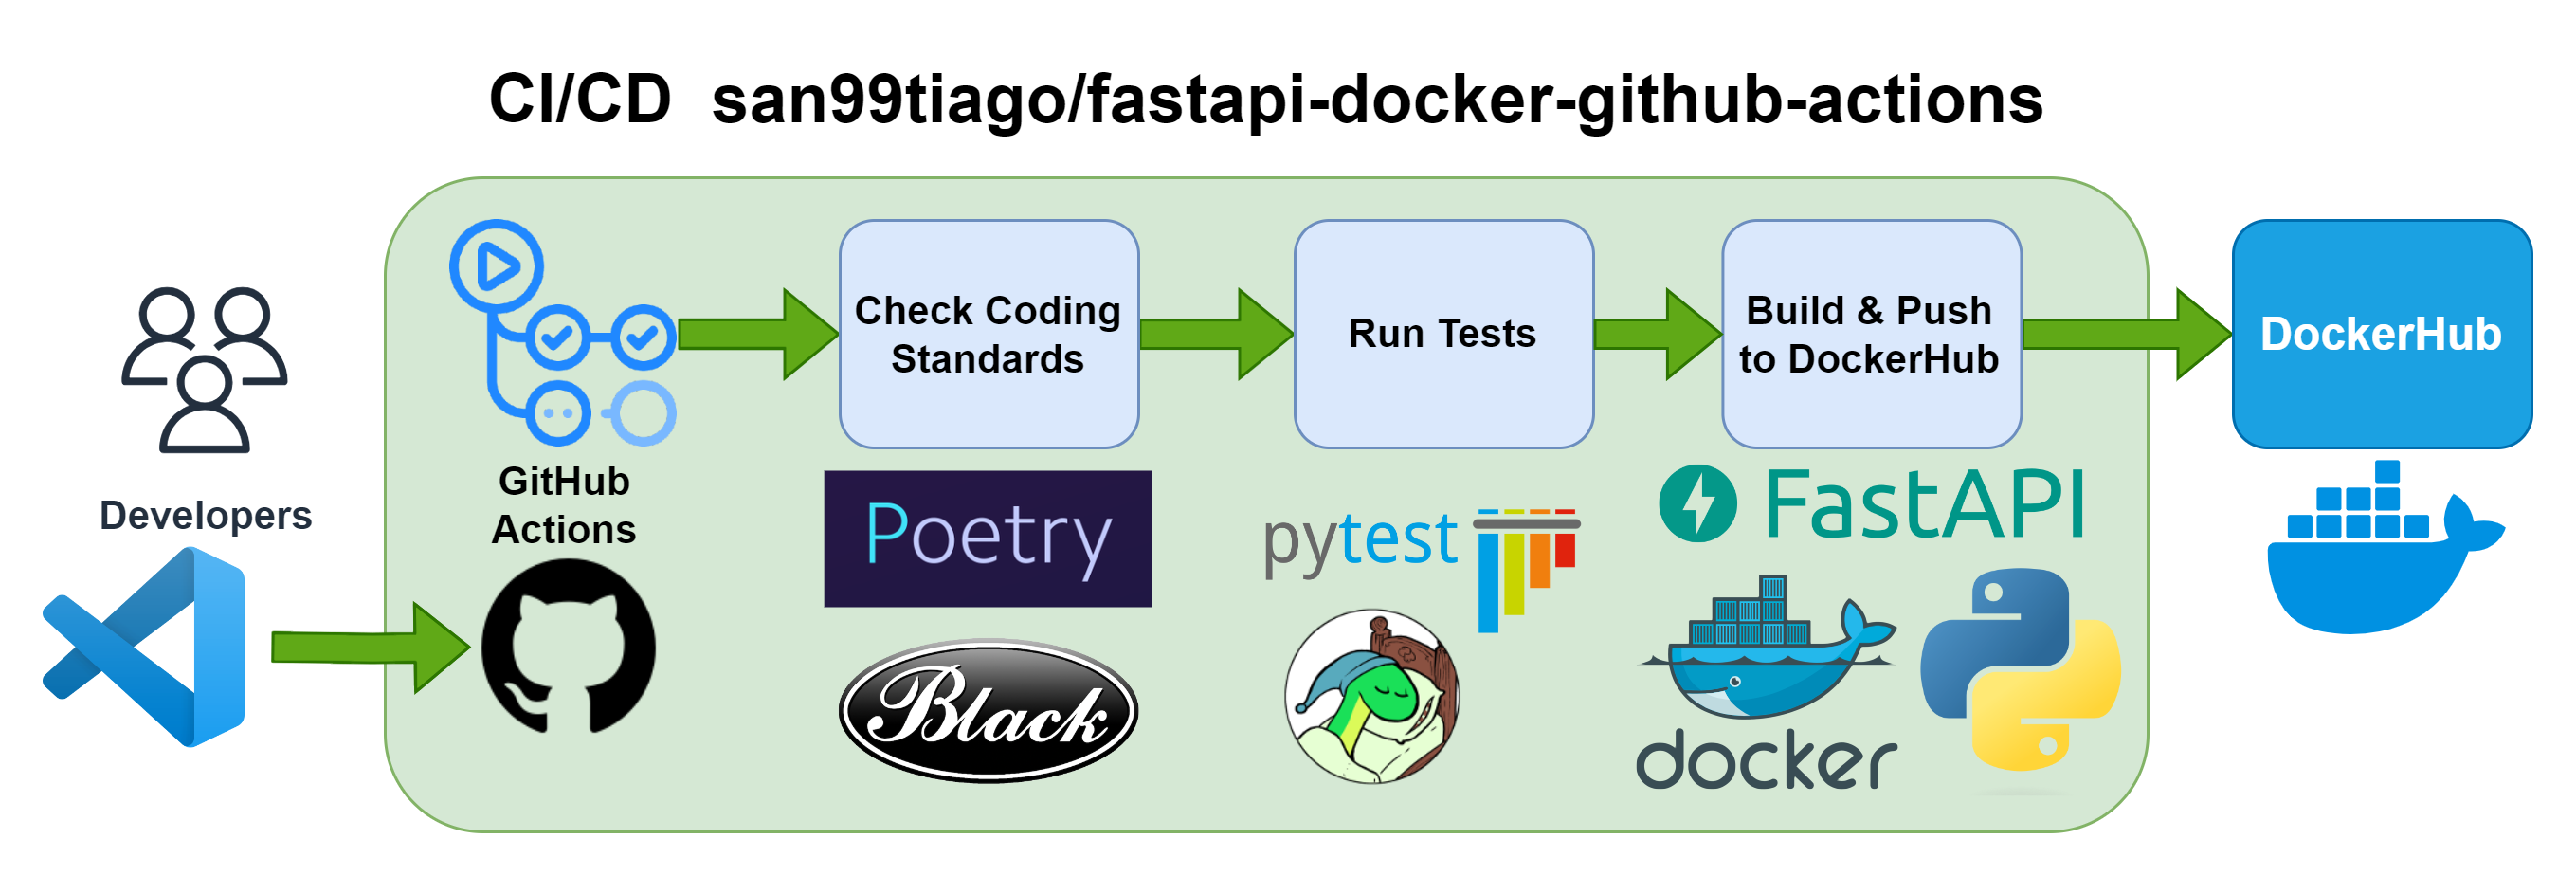 CI/CD  san99tiago/fastapi-docker-github-actions
Developers
GitHub
Actions
Check Coding
Standards
Poetry
Black
Run Tests
pytest
Build & Push
to DockerHub
FastAPI
docker
DockerHub